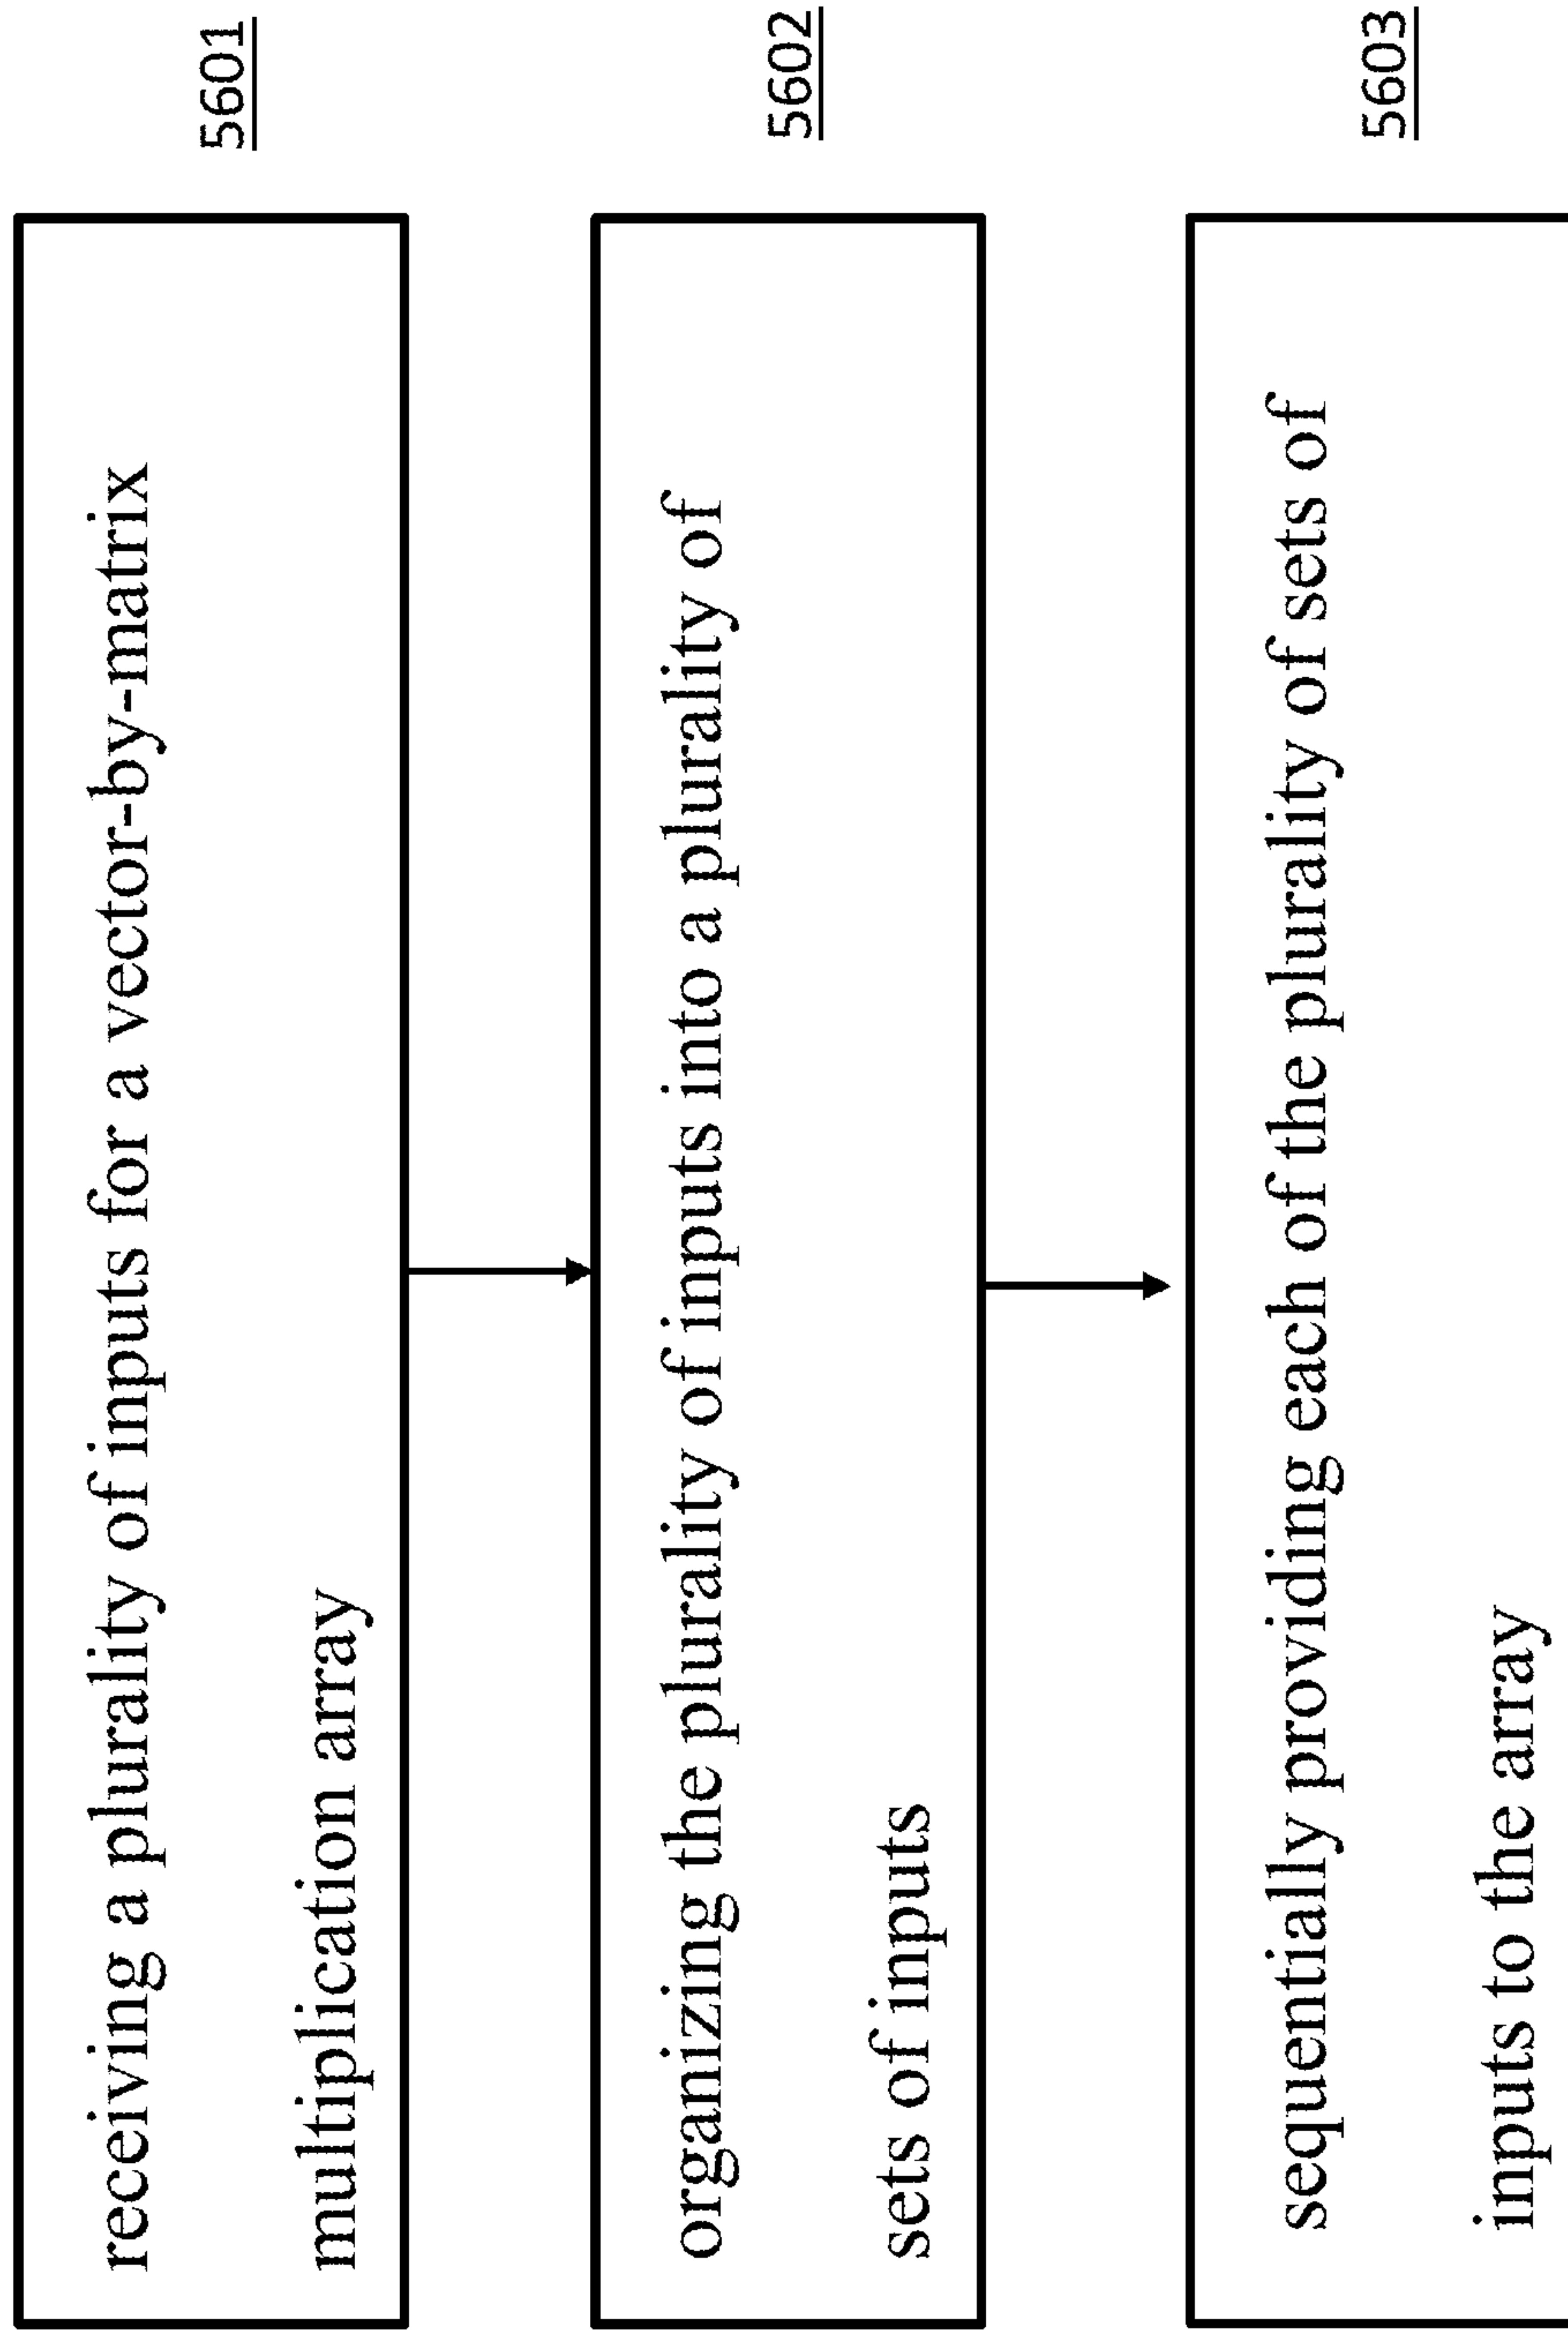 receiving a plurality of inputs for a vector-by-matrix
multiplication array
5601
organizing the plurality of inputs into a plurality of
sets of inputs
5602
sequentially providing each of the plurality of sets of
inputs to the array
5603